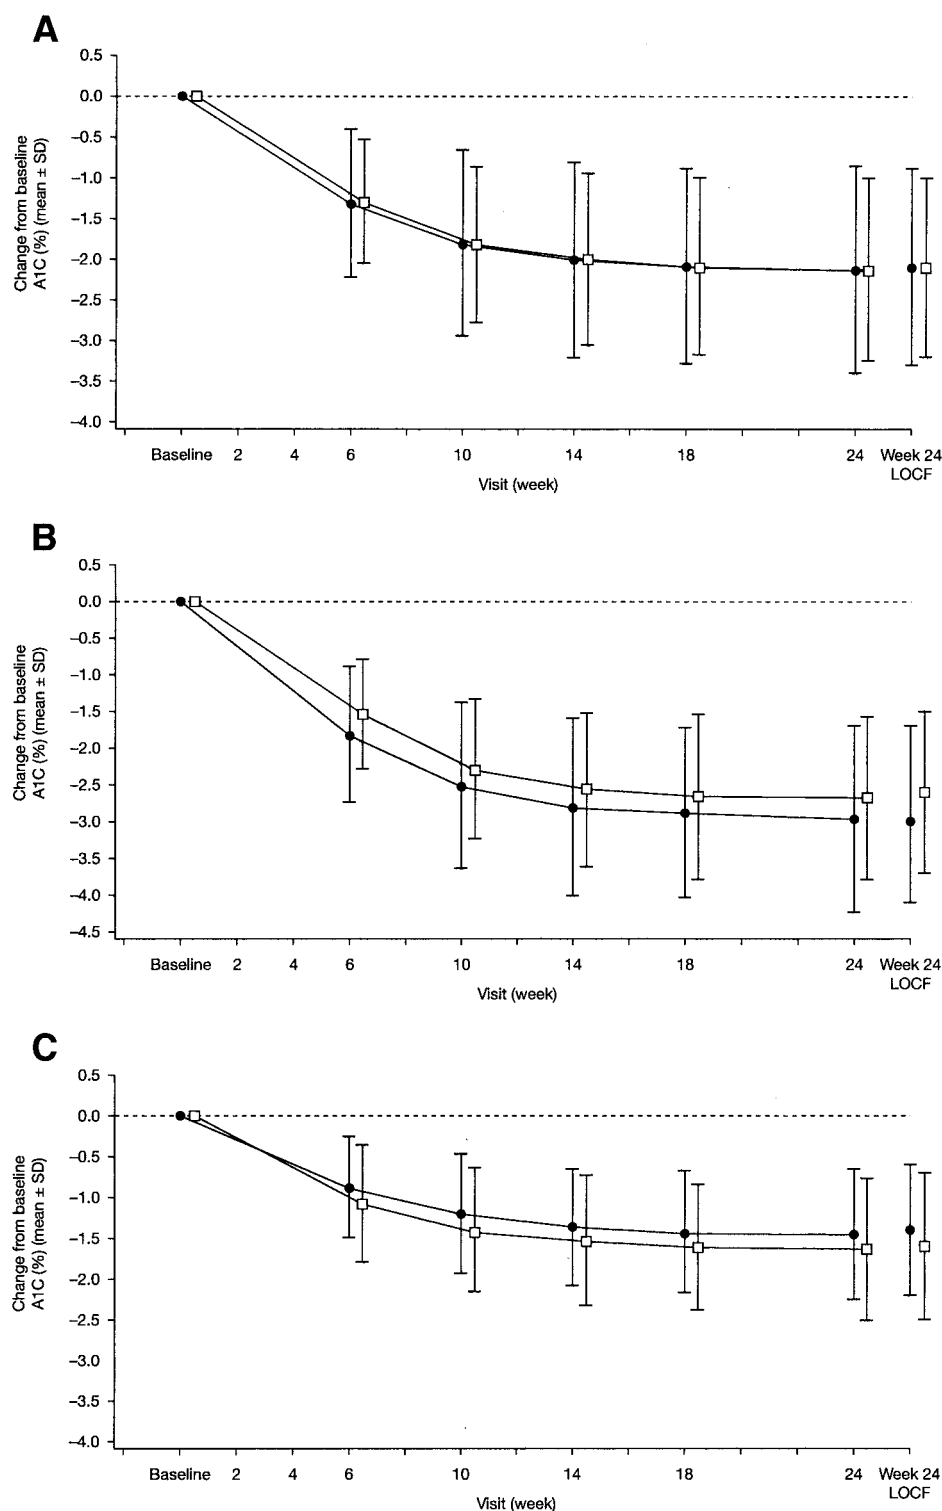 A
Change from baseline
A1C (%) (mean ± SD)
0.5
0.0
–0.5
–1.0
–1.5
–2.0
–2.5
–3.0
–3.5
–4.0
Baseline 2 4 6 10 14 18 24 Week 24
LOCF
Visit (week)
B
Change from baseline
A1C (%) (mean ± SD)
0.5
0.0
–0.5
–1.0
–1.5
–2.0
–2.5
–3.0
–3.5
–4.0
–4.5
Baseline 2 4 6 10 14 18 24 Week 24
LOCF
Visit (week)
C
Change from baseline
A1C (%) (mean ± SD)
0.5
0.0
–0.5
–1.0
–1.5
–2.0
–2.5
–3.0
–3.5
–4.0
Baseline 2 4 6 10 14 18 24 Week 24
LOCF
Visit (week)